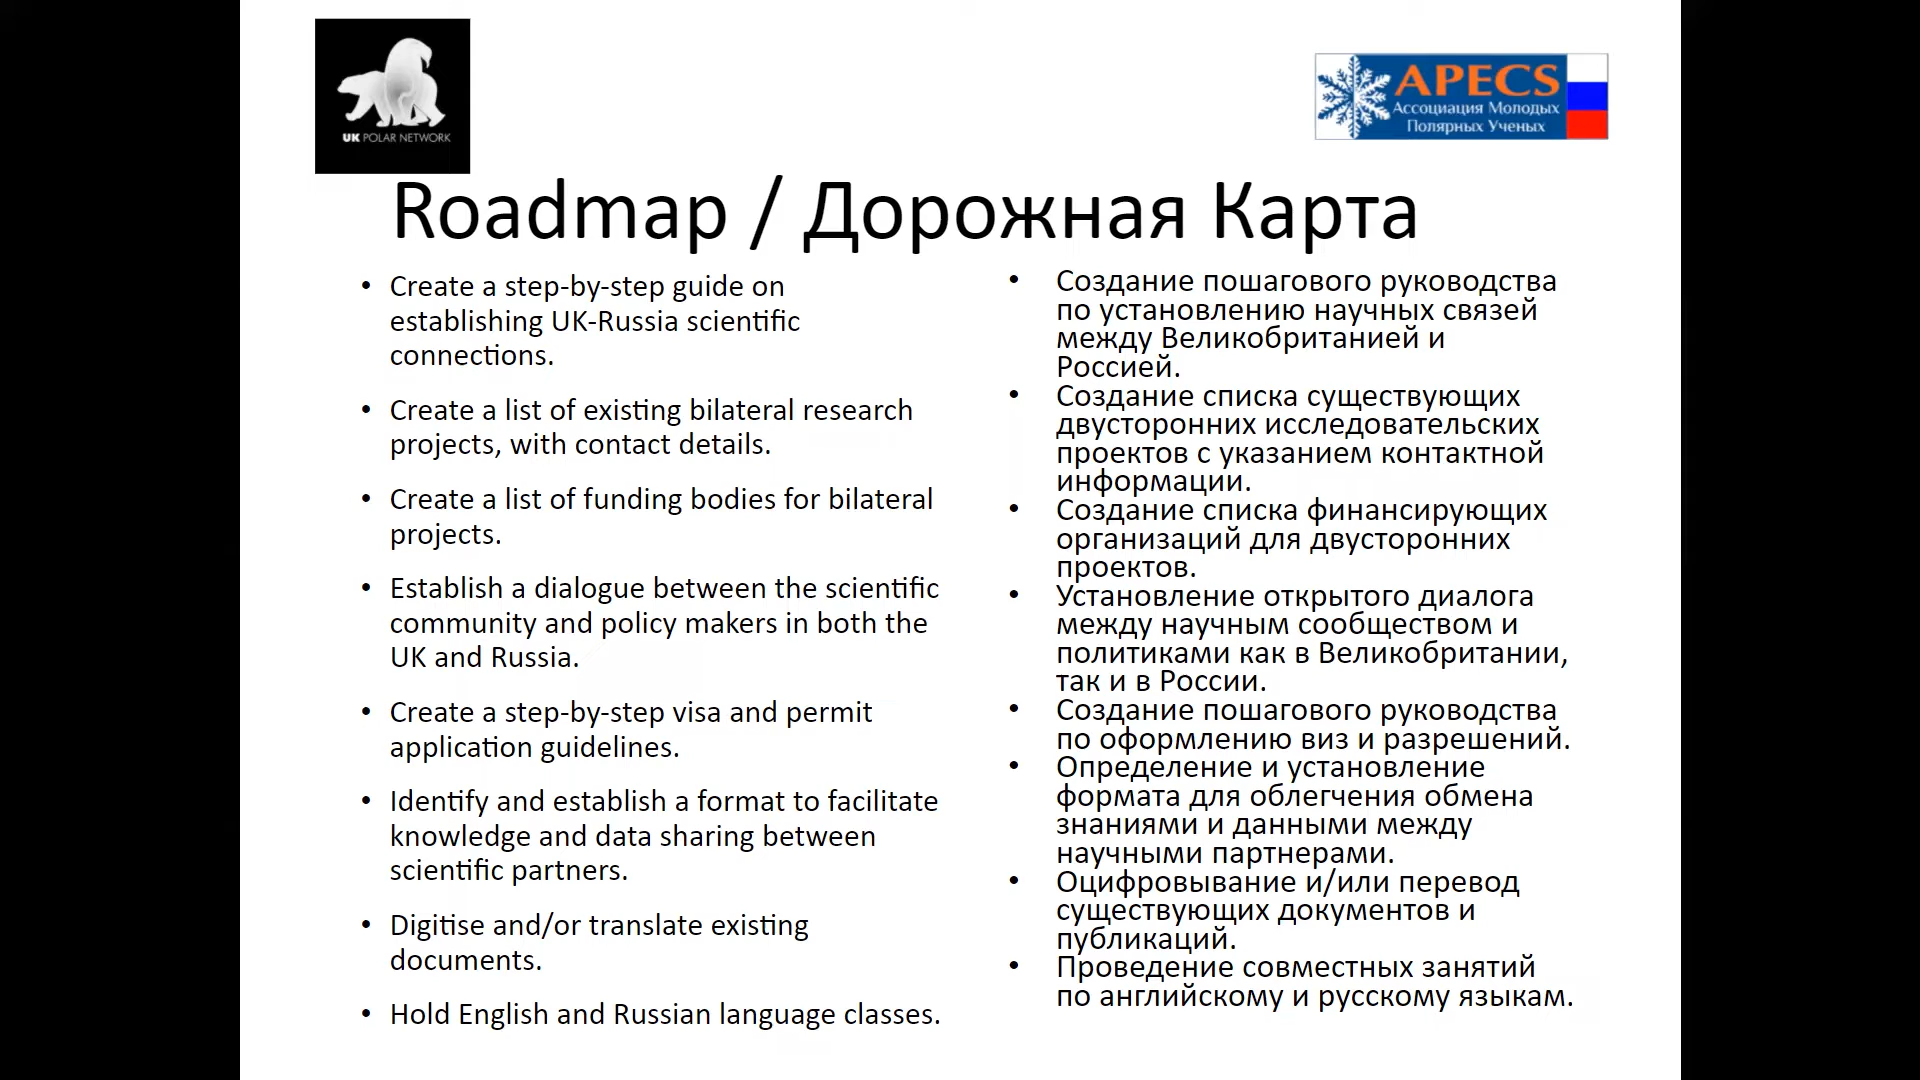 UK POLAR NETWORK
APECS
Ассоциация Молодых
Полярных Ученых
Roadmap / Дорожная Карта
• Create a step-by-step guide on
establishing UK-Russia scientific
connections.
• Create a list of existing bilateral research
projects, with contact details.
• Create a list of funding bodies for bilateral
projects.
• Establish a dialogue between the scientific
community and policy makers in both the
UK and Russia.
• Create a step-by-step visa and permit
application guidelines.
• Identify and establish a format to facilitate
knowledge and data sharing between
scientific partners.
• Digitise and/or translate existing
documents.
• Hold English and Russian language classes.
• Создание пошагового руководства
по установлению научных связей
между Великобританией и
Россией.
• Создание списка существующих
двусторонних исследовательских
проектов с указанием контактной
информации.
• Создание списка финансирующих
организаций для двусторонних
проектов.
• Установление открытого диалога
между научным сообществом и
политиками как в Великобритании,
так и в России.
• Создание пошагового руководства
по оформлению виз и разрешений.
• Определение и установление
формата для облегчения обмена
знаниями и данными между
научными партнерами.
• Оцифровывание и/или перевод
существующих документов и
публикаций.
• Проведение совместных занятий
по английскому и русскому языкам.